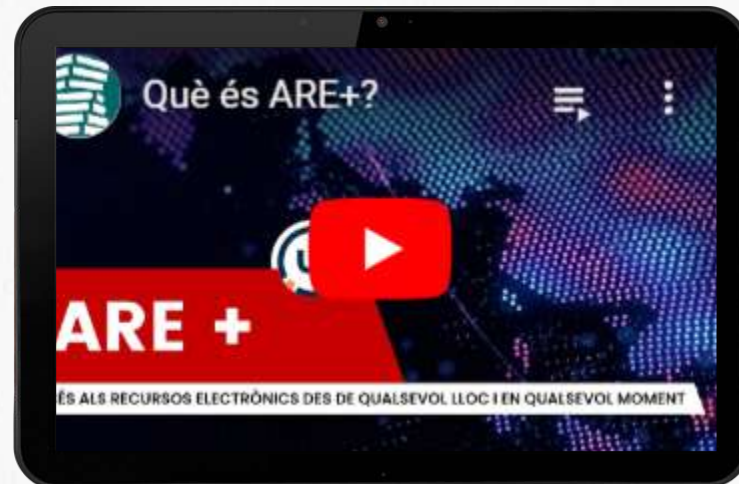 Què és ARE+?
ARE +
ÉS ALS RECURSOS ELECTRÒNICS DES DE QUALSEVOL LLOC I EN QUALSEVOL MOMENT